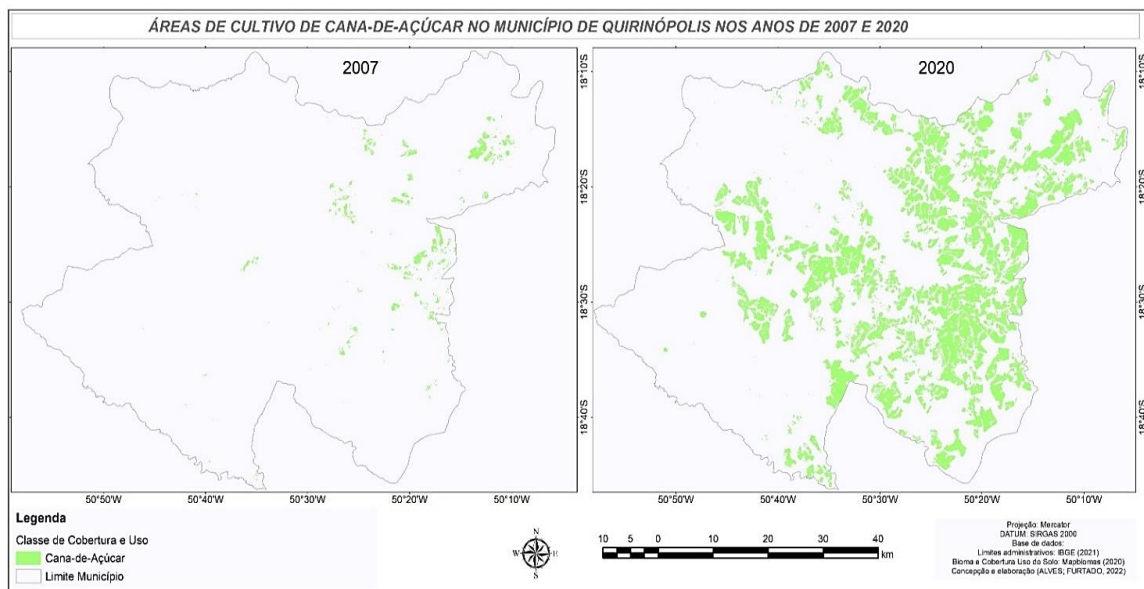 ÁREAS DE CULTIVO DE CANA-DE-AÇÚCAR NO MUNICÍPIO DE QUIRINÓPOLIS NOS ANOS DE 2007 E 2020
2007
2020
18°10'S
18°20'S
18°30'S
18°40'S
18°10'S
18°20'S
18°30'S
18°40'S
50°50'W 50°40'W 50°30'W 50°20'W 50°10'W
50°50'W 50°40'W 50°30'W 50°20'W 50°10'W
Legenda
Classe de Cobertura e Uso
Cana-de-Açúcar
Limite Município
N
W E
S
10 5 0 10 20 30 40
km
Projeção: Mercator
DATUM: SIRGAS 2000
Base de dados:
Limites administrativos: IBGE (2021)
Bioma e Cobertura Uso do Solo: Mapbiomas (2020)
Concepção e elaboração (ALVES; FURTADO, 2022)